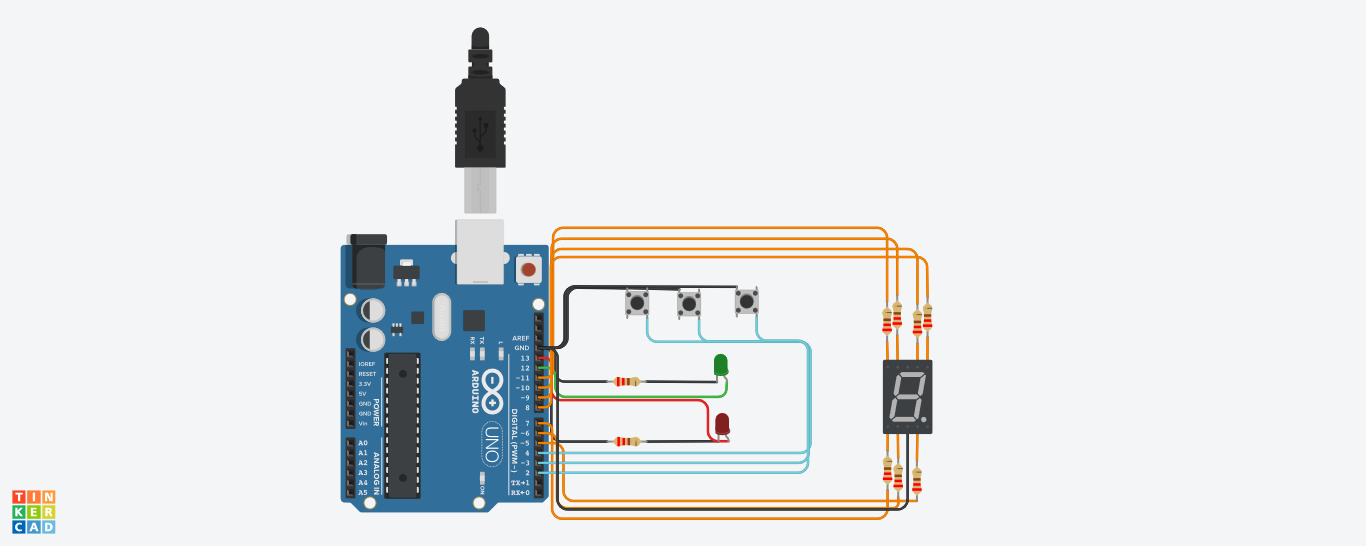 AREF
GND
13
12
~11
~10
~9
8
7
~6
~5
4
~3
2
TX→1
RX←0
RX
TX
L
ARDUINO
UNO
DIGITAL (PWM~)
ON
IOREF
RESET
3.3V
5V
GND
GND
Vin
POWER
A0
A1
A2
A3
A4
A5
ANALOG IN
TIN
KER
CAD